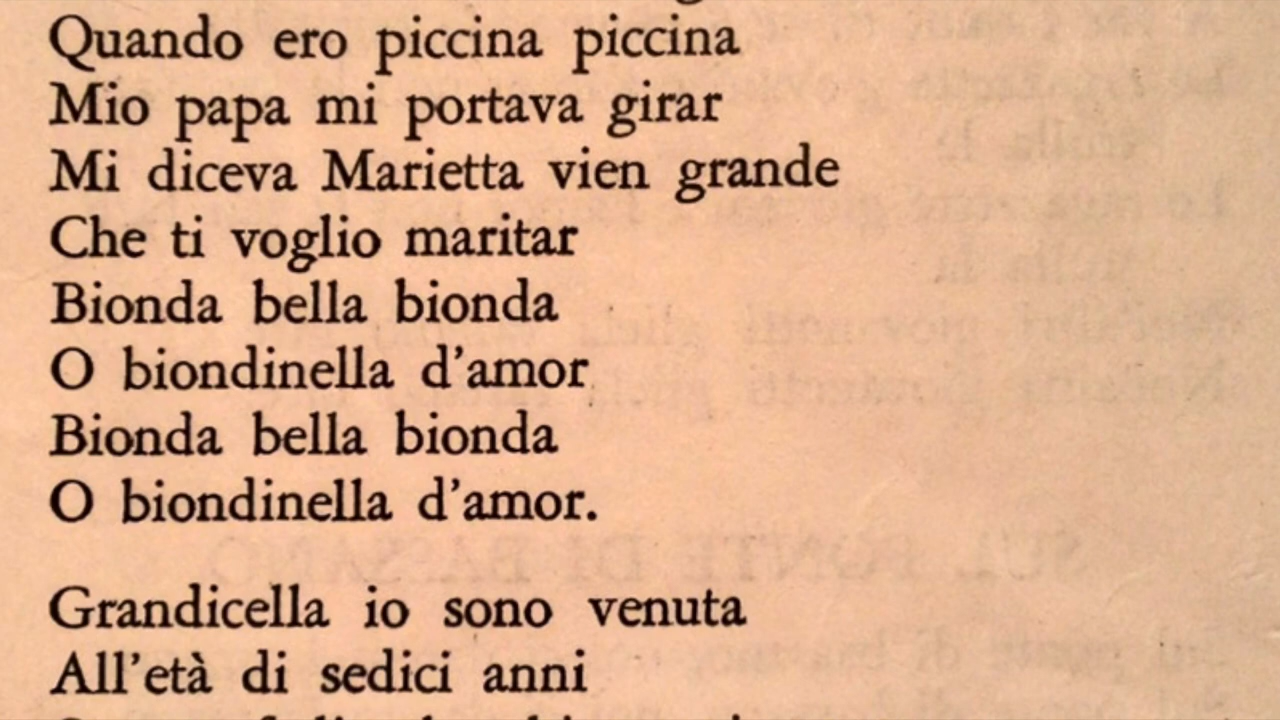 Quando ero piccina piccina
Mio papa mi portava girar
Mi diceva Marietta vien grande
Che ti voglio maritar
Bionda bella bionda
O biondinella d'amor
Bionda bella bionda
O biondinella d'amor.
Grandicella io sono venuta
All'età di sedici anni